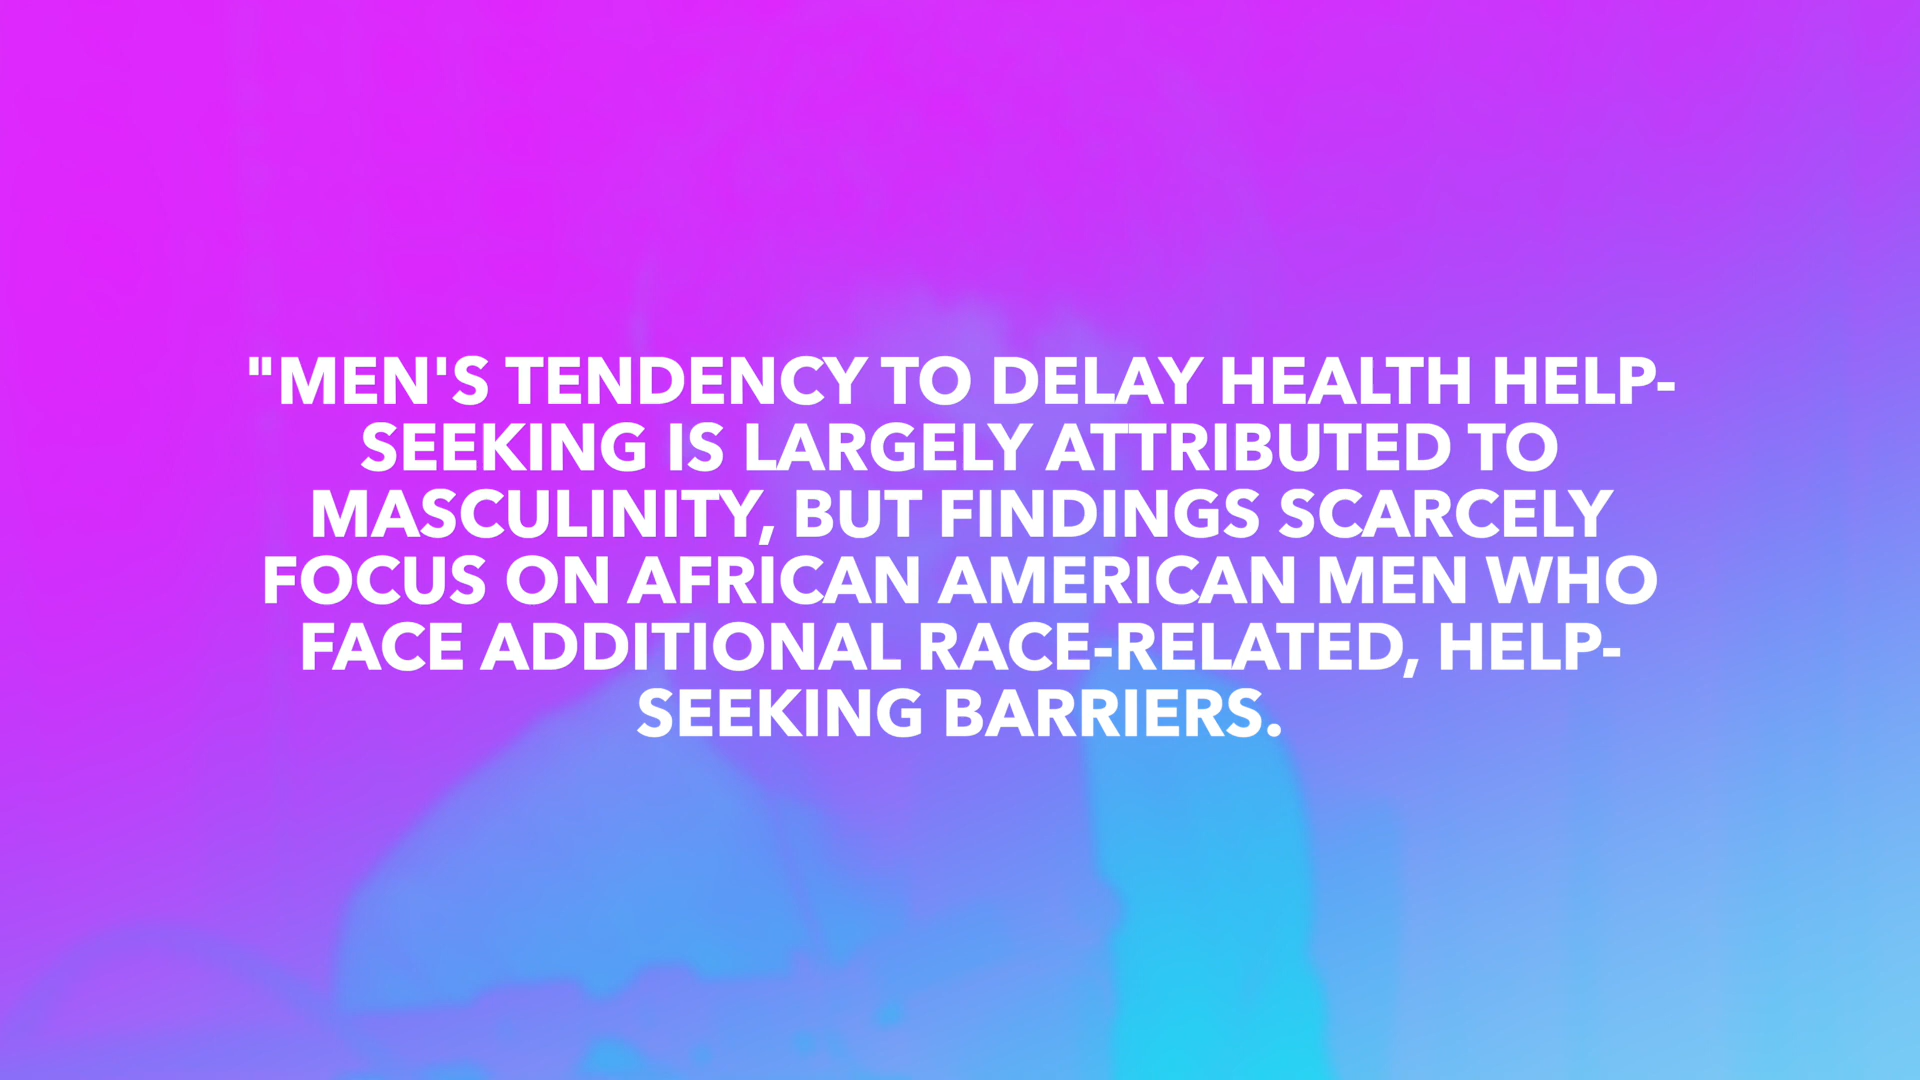 "MEN'S TENDENCY TO DELAY HEALTH HELP-
SEEKING IS LARGELY ATTRIBUTED TO
MASCULINITY, BUT FINDINGS SCARCELY
FOCUS ON AFRICAN AMERICAN MEN WHO
FACE ADDITIONAL RACE-RELATED, HELP-
SEEKING BARRIERS.